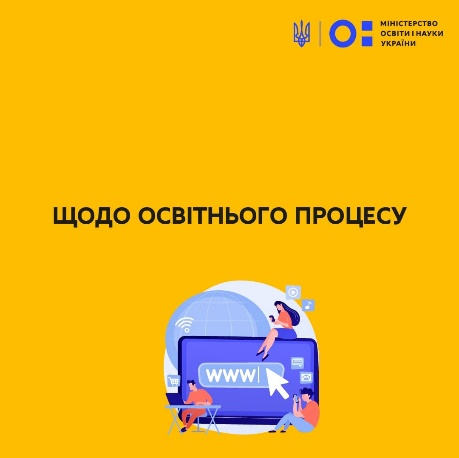 МІНІСТЕРСТВО
ОСВІТИ І НАУКИ
УКРАЇНИ
ЩОДО ОСВІТНЬОГО ПРОЦЕСУ
www